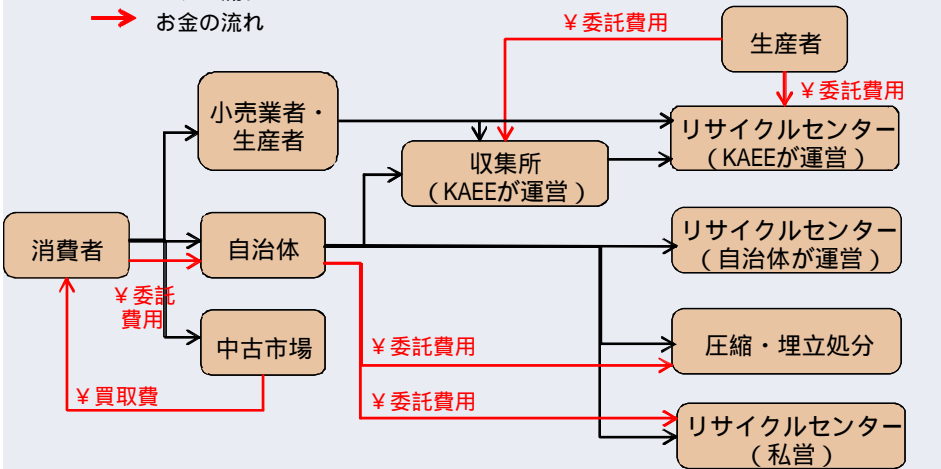 お金の流れ
￥委託費用
生産者
￥委託費用
小売業者・
生産者
リサイクルセンター
（KAEEが運営）
収集所
（KAEEが運営）
消費者
自治体
リサイクルセンター
（自治体が運営）
￥委託
費用
中古市場
￥委託費用
圧縮・埋立処分
￥買取費
￥委託費用
リサイクルセンター
（私営）